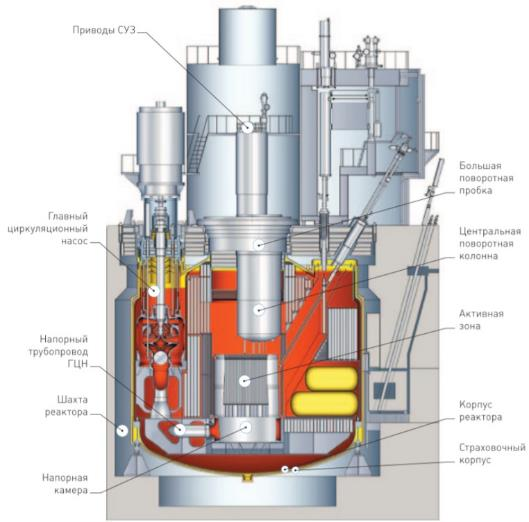 Приводы СУЗ
Большая
поворотная
пробка
Главный
циркуляционный
насос
Центральная
поворотная
колонна
Активная
зона
Напорный
трубопровод
ГЦН
Шахта
реактора
Корпус
реактора
Страховочный
корпус
Напорная
камера